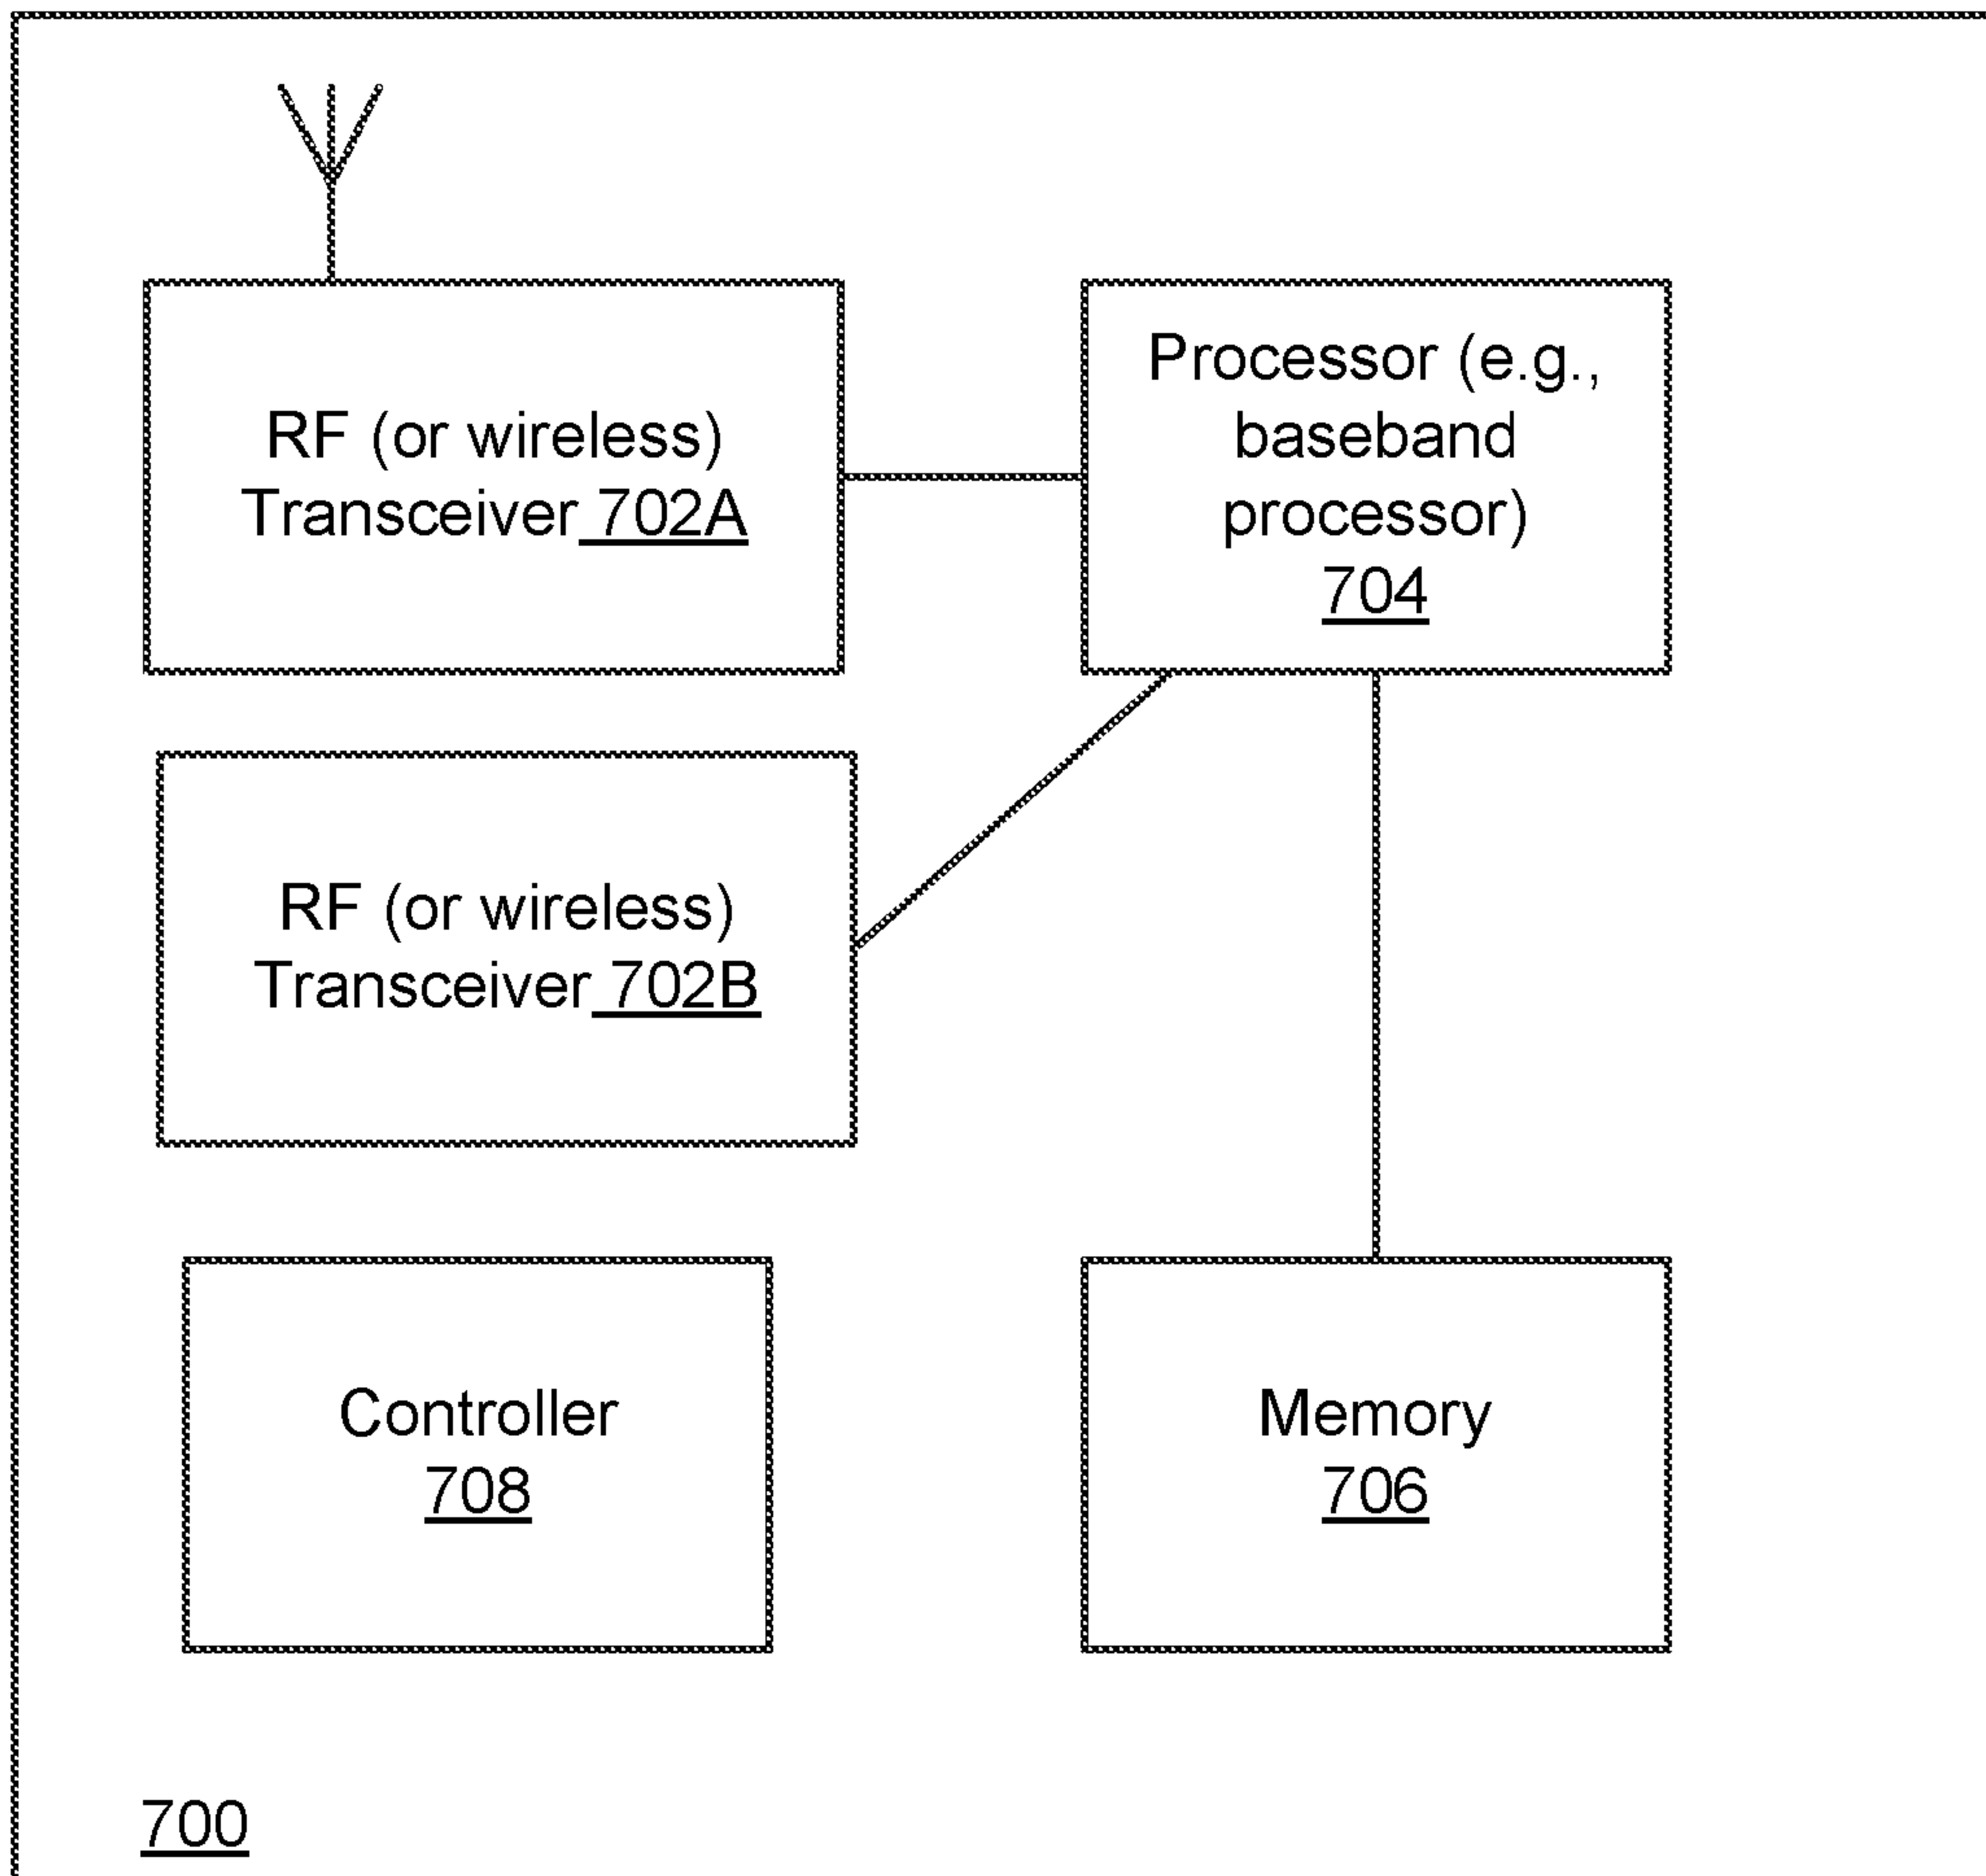 RF (or wireless)
Transceiver 702A
Processor (e.g.,
baseband
processor)
704
RF (or wireless)
Transceiver 702B
Controller
708
Memory
706
700